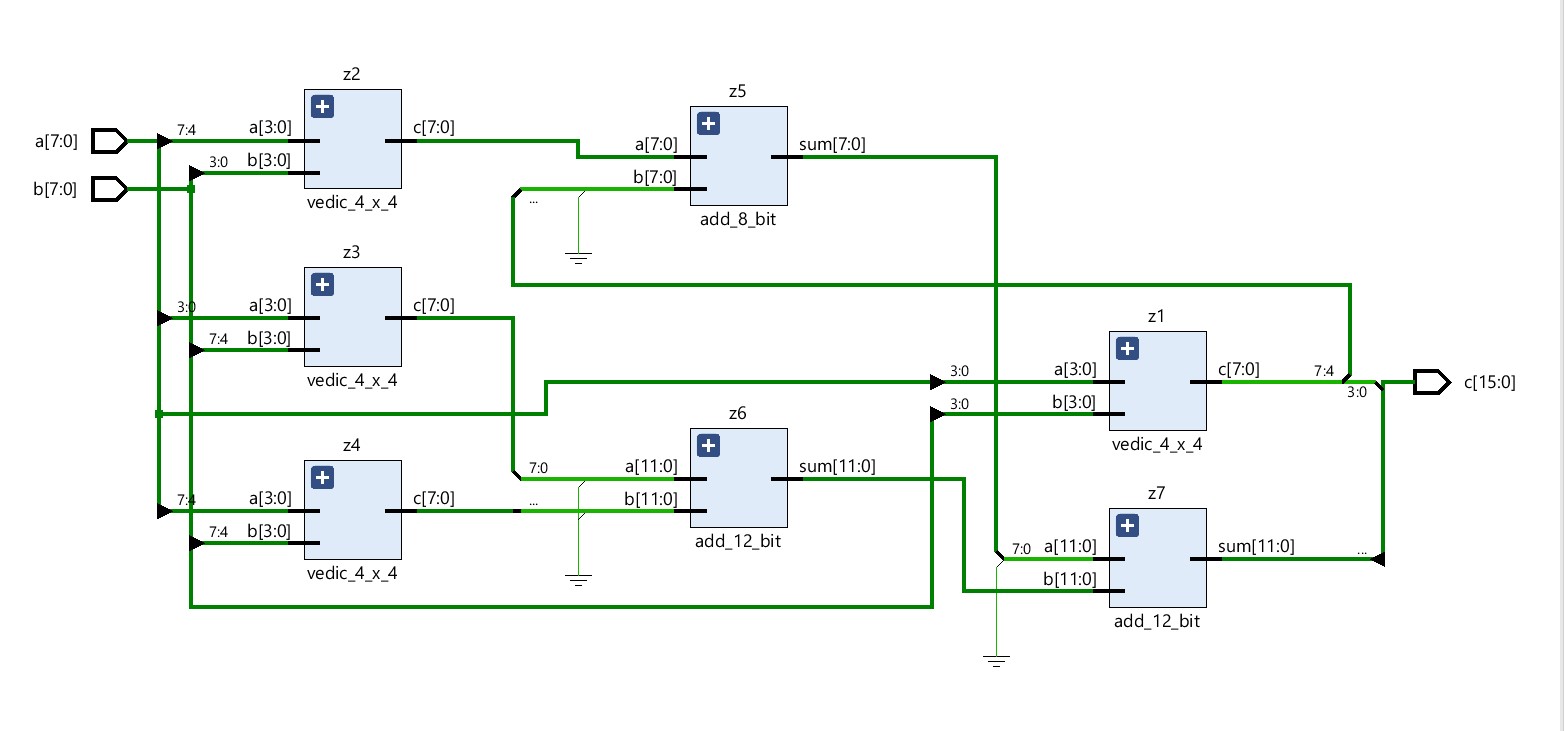 a[7:0]
b[7:0]
z2
7:4
a[3:0]
3:0
b[3:0]
c[7:0]
vedic_4_x_4
z5
a[7:0]
b[7:0]
...
sum[7:0]
add_8_bit
z3
3:0
a[3:0]
7:4
b[3:0]
c[7:0]
vedic_4_x_4
z1
3:0
a[3:0]
3:0
b[3:0]
c[7:0]
7:4
3:0
vedic_4_x_4
c[15:0]
z4
7:4
a[3:0]
7:4
b[3:0]
c[7:0]
vedic_4_x_4
z6
7:0
a[11:0]
...
b[11:0]
sum[11:0]
add_12_bit
z7
7:0
a[11:0]
b[11:0]
sum[11:0]
...
add_12_bit